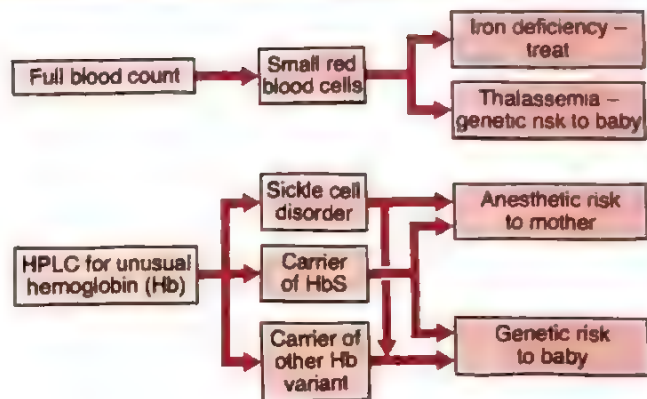 Full blood count
Small red
blood cells
Iron deficiency –
treat
Thalassemia –
genetic risk to baby
HPLC for unusual
hemoglobin (Hb)
Sickle cell
disorder
Carrier
of HbS
Carrier of
other Hb
variant
Anesthetic risk
to mother
Genetic risk
to baby